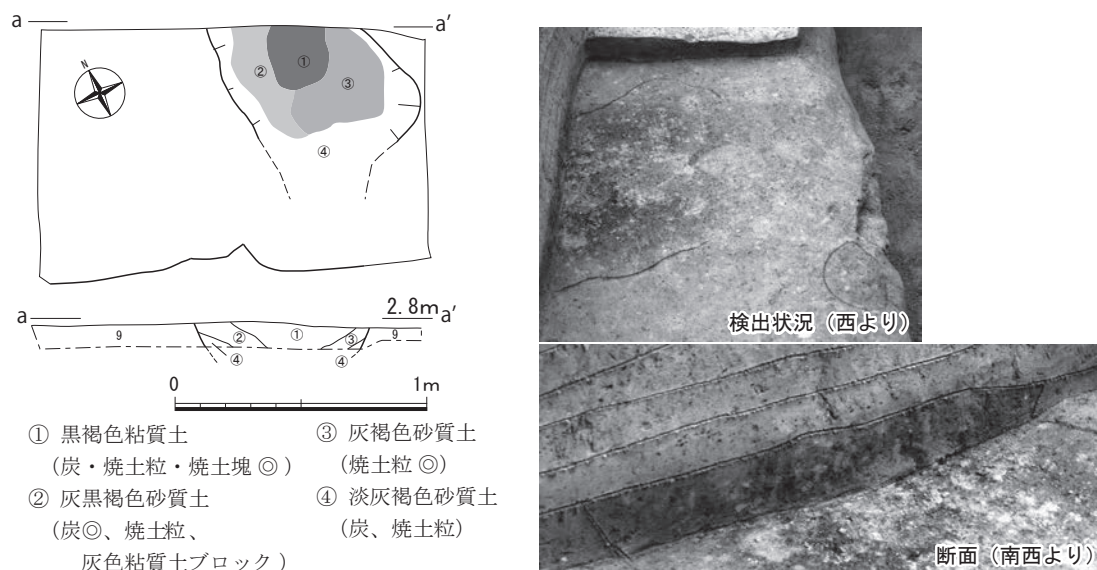 a a′
N
①
②
③
④
2.8m
a a′
9 ② ① ③ 9
④ ④
0 1m
① 黒褐色粘質土
(炭・焼土粒・焼土塊 ◎ )
② 灰黒褐色砂質土
(炭◎、焼土粒、
灰色粘質土ブロック )
③ 灰褐色砂質土
(焼土粒 ◎)
④ 淡灰褐色砂質土
(炭、焼土粒)
検出状況(西より)
断面(南西より)